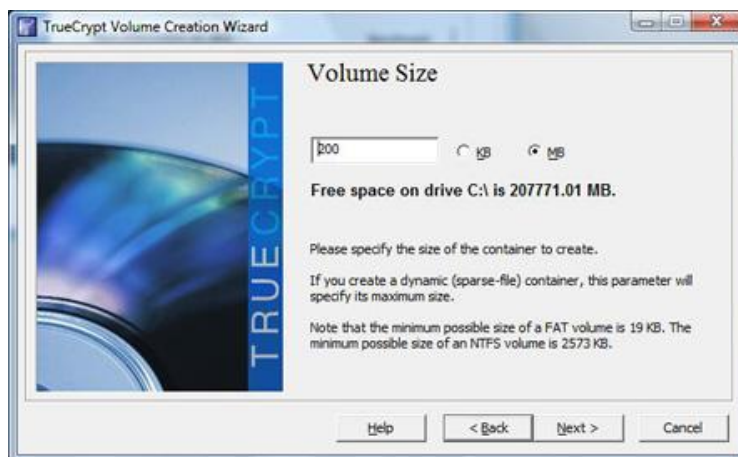 TrueCrypt Volume Creation Wizard
TRUECRYPT
Volume Size
200
KB
MB
Free space on drive C:\ is 207771.01 MB.
Please specify the size of the container to create.
If you create a dynamic (sparse-file) container, this parameter will
specify its maximum size.
Note that the minimum possible size of a FAT volume is 19 KB. The
minimum possible size of an NTFS volume is 2573 KB.
Help
< Back
Next >
Cancel